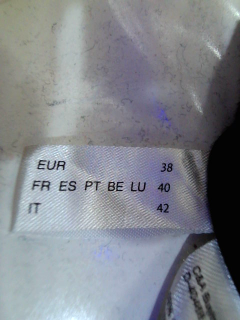 EUR 38
FR ES PT BE LU 40
IT 42
C&A